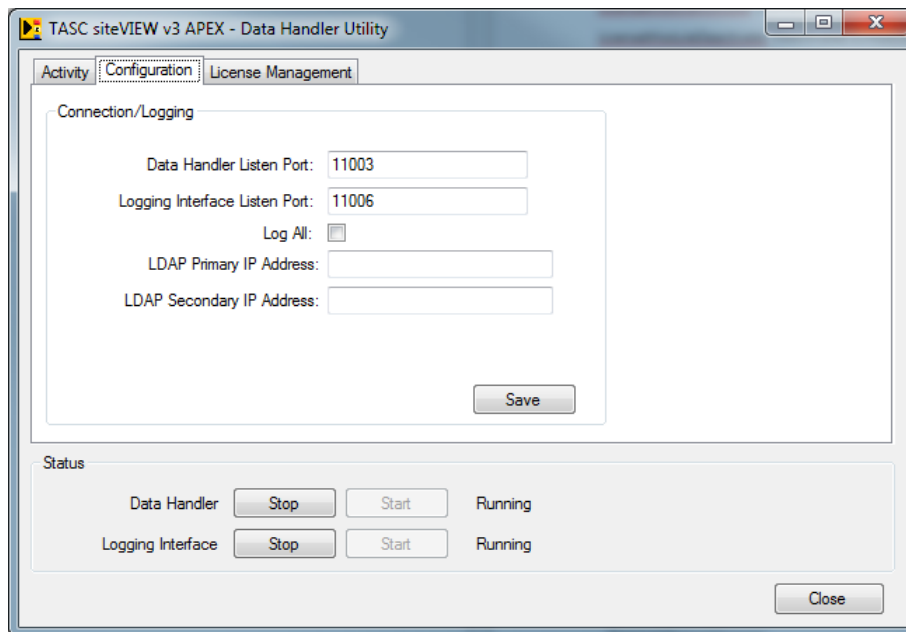 TASC siteVIEW v3 APEX - Data Handler Utility
Activity Configuration License Management
Connection/Logging
Data Handler Listen Port: 11003
Logging Interface Listen Port: 11006
Log All:
LDAP Primary IP Address:
LDAP Secondary IP Address:
Save
Status
Data Handler Stop Start Running
Logging Interface Stop Start Running
Close